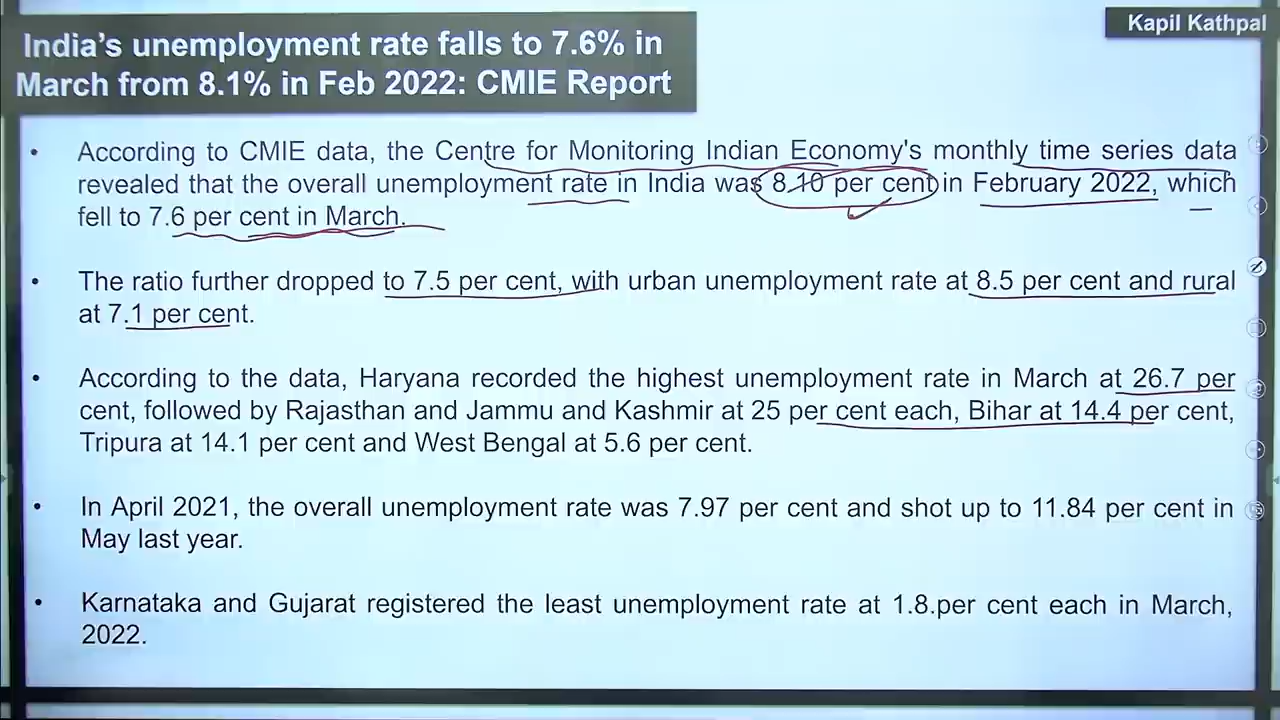 Kapil Kathpal
India's unemployment rate falls to 7.6% in
March from 8.1% in Feb 2022: CMIE Report
• According to CMIE data, the Centre for Monitoring Indian Economy's monthly time series data
revealed that the overall unemployment rate in India was 8.10 per cent in February 2022, which
fell to 7.6 per cent in March.
• The ratio further dropped to 7.5 per cent, with urban unemployment rate at 8.5 per cent and rural
at 7.1 per cent.
• According to the data, Haryana recorded the highest unemployment rate in March at 26.7 per
cent, followed by Rajasthan and Jammu and Kashmir at 25 per cent each, Bihar at 14.4 per cent,
Tripura at 14.1 per cent and West Bengal at 5.6 per cent.
• In April 2021, the overall unemployment rate was 7.97 per cent and shot up to 11.84 per cent in
May last year.
• Karnataka and Gujarat registered the least unemployment rate at 1.8.per cent each in March,
2022.